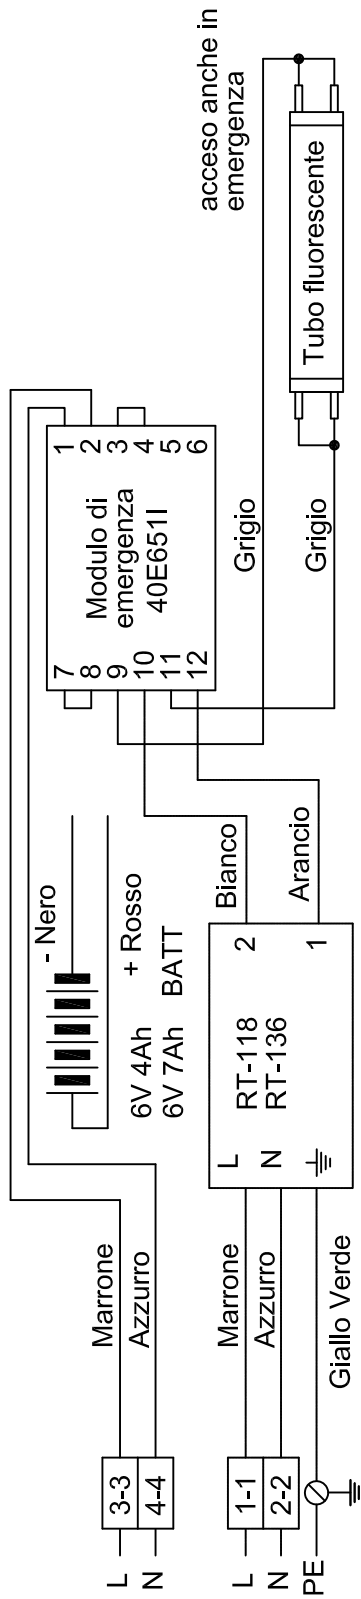 L
N
3-3
4-4
Marrone
Azzurro
- Nero
+ Rosso
6V 4Ah
6V 7Ah BATT
7
8
9
10
11
12
Modulo di
emergenza
40E651I
1
2
3
4
5
6
acceso anche in
emergenza
L
N
PE
1-1
2-2
Marrone
Azzurro
Giallo Verde
L
N
RT-118
RT-136
2
1
Bianco
Arancio
Grigio
Grigio
Tubo fluorescente